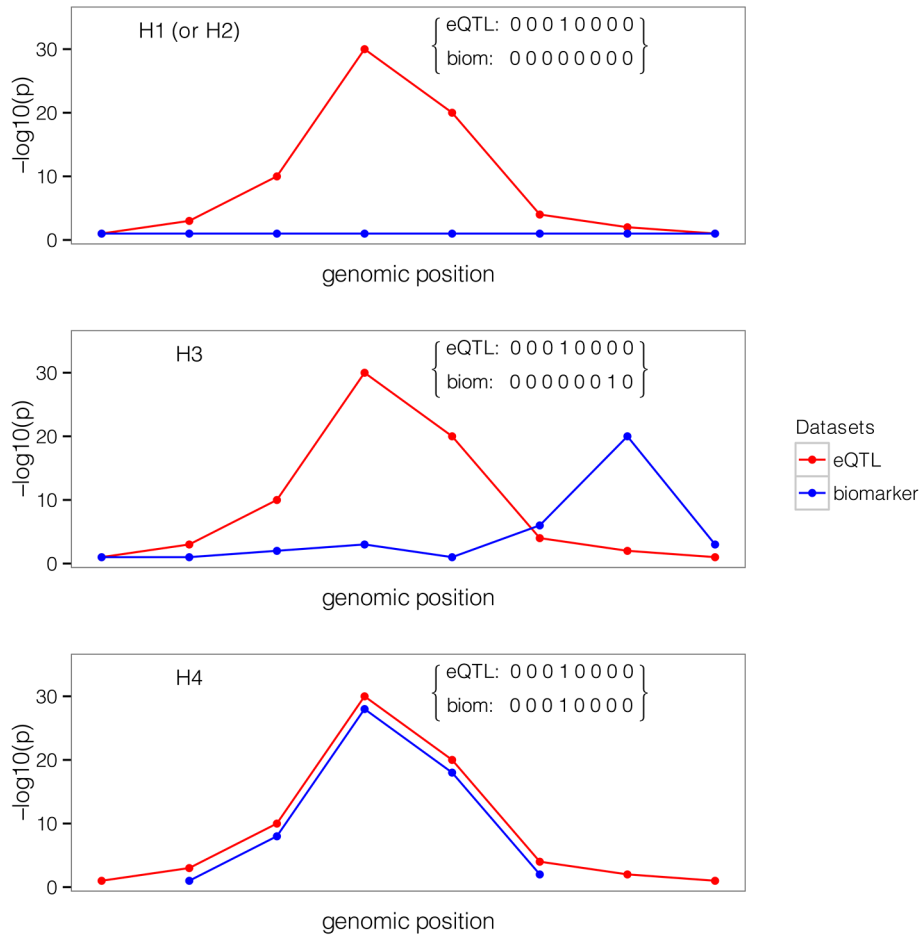 H1 (or H2)
eQTL: 0 0 0 1 0 0 0 0
biom: 0 0 0 0 0 0 0 0
30
20
10
0
−log10(p)
genomic position
H3
eQTL: 0 0 0 1 0 0 0 0
biom: 0 0 0 0 0 0 1 0
30
20
10
0
−log10(p)
genomic position
Datasets
eQTL
biomarker
H4
eQTL: 0 0 0 1 0 0 0 0
biom: 0 0 0 1 0 0 0 0
30
20
10
0
−log10(p)
genomic position